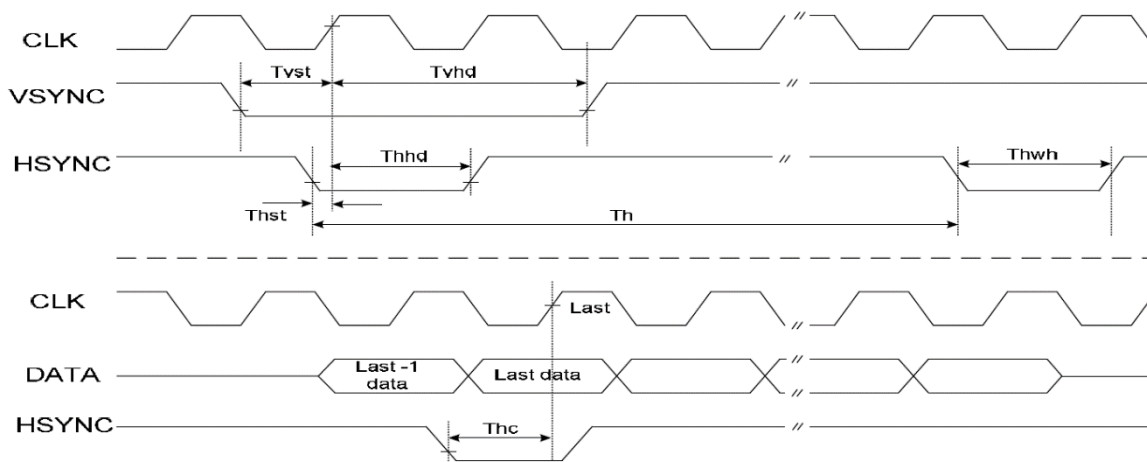 CLK
Tvst
Tvhd
VSYNC
Thhd
Thwh
HSYNC
Thst
Th
CLK
Last
DATA
Last -1
data
Last data
HSYNC
Thc